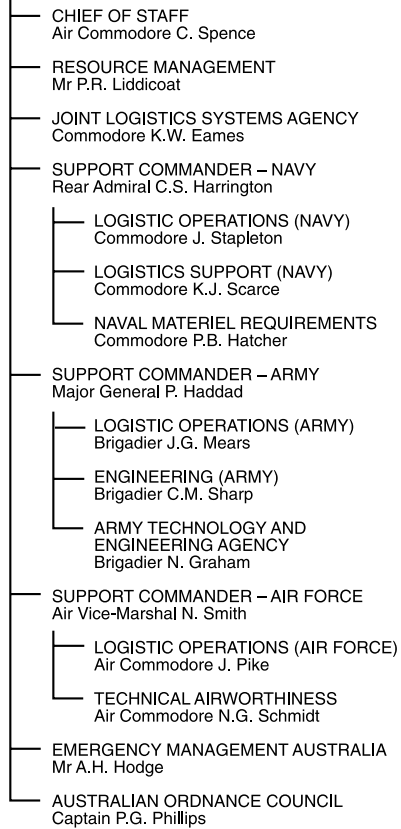 CHIEF OF STAFF
Air Commodore C. Spence
RESOURCE MANAGEMENT
Mr P.R. Liddicoat
JOINT LOGISTICS SYSTEMS AGENCY
Commodore K.W. Eames
SUPPORT COMMANDER – NAVY
Rear Admiral C.S. Harrington
LOGISTIC OPERATIONS (NAVY)
Commodore J. Stapleton
LOGISTICS SUPPORT (NAVY)
Commodore K.J. Scarce
NAVAL MATERIEL REQUIREMENTS
Commodore P.B. Hatcher
SUPPORT COMMANDER – ARMY
Major General P. Haddad
LOGISTIC OPERATIONS (ARMY)
Brigadier J.G. Mears
ENGINEERING (ARMY)
Brigadier C.M. Sharp
ARMY TECHNOLOGY AND
ENGINEERING AGENCY
Brigadier N. Graham
SUPPORT COMMANDER – AIR FORCE
Air Vice-Marshal N. Smith
LOGISTIC OPERATIONS (AIR FORCE)
Air Commodore J. Pike
TECHNICAL AIRWORTHINESS
Air Commodore N.G. Schmidt
EMERGENCY MANAGEMENT AUSTRALIA
Mr A.H. Hodge
AUSTRALIAN ORDNANCE COUNCIL
Captain P.G. Phillips